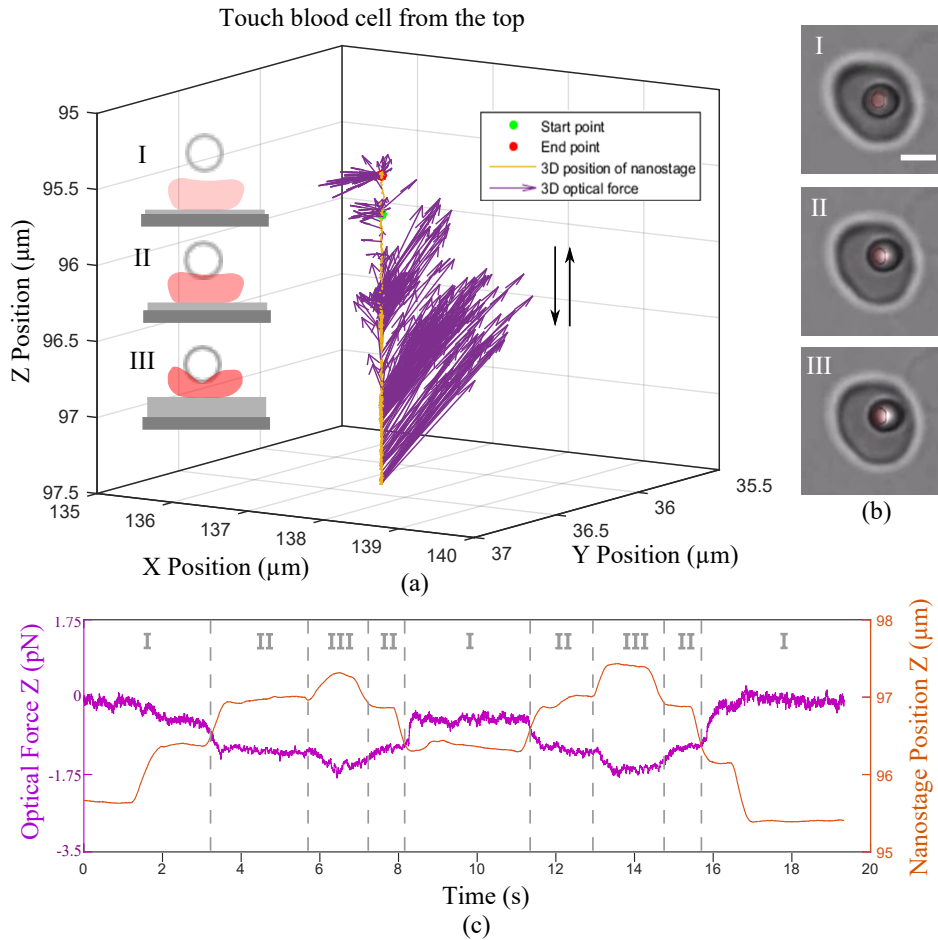 Touch blood cell from the top
95
95.5
96
96.5
97
97.5
Z Position (µm)
I
II
III
Start point
End point
3D position of nanostage
3D optical force
135
136
137
138
139
140
X Position (µm)
37
36.5
36
35.5
Y Position (µm)
(a)
I
II
III
(b)
1.75
0
-1.75
-3.5
Optical Force Z (pN)
I II III II I II III II I
98
97
96
95
Nanostage Position Z (µm)
0 2 4 6 8 10 12 14 16 18 20
Time (s)
(c)